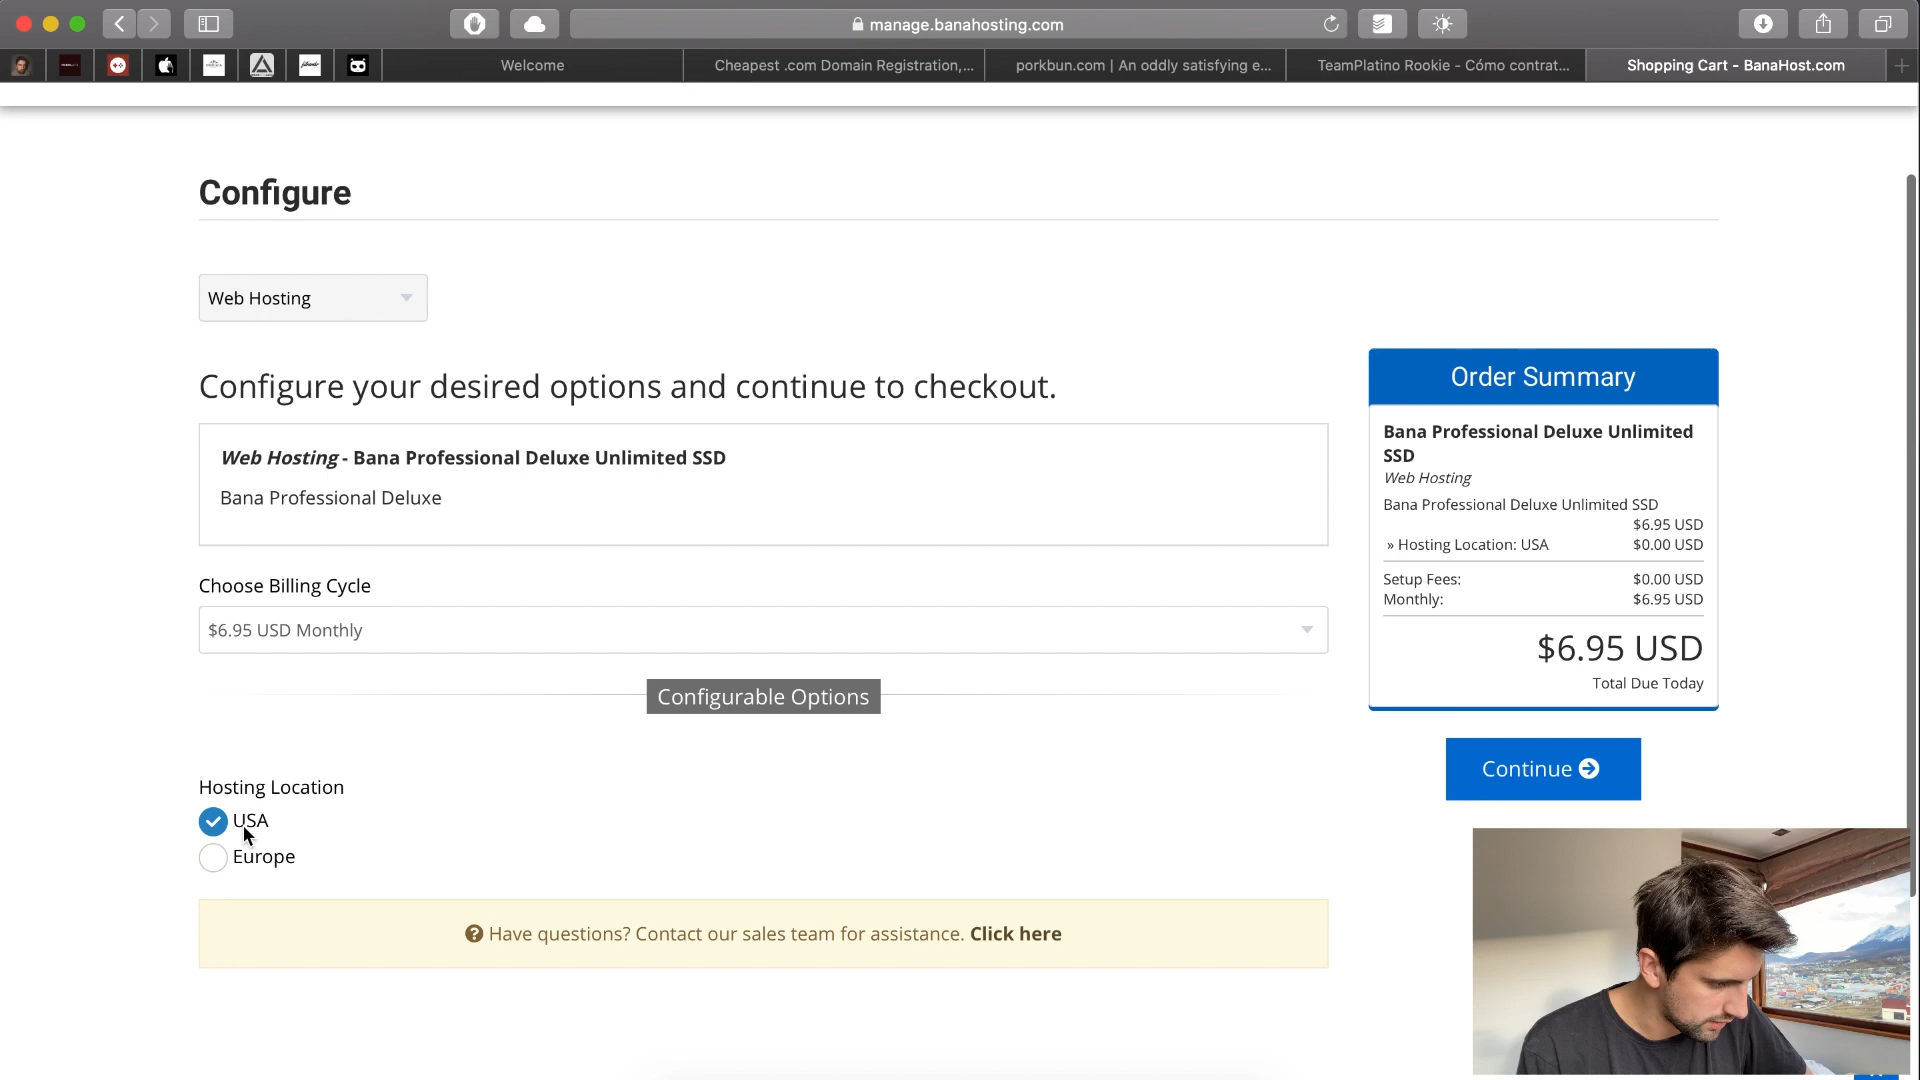 manage.banahosting.com
Welcome
Cheapest .com Domain Registration,...
porkbun.com | An oddly satisfying e...
TeamPlatino Rookie - Cómo contrat...
Shopping Cart - BanaHost.com
Configure
Web Hosting
Configure your desired options and continue to checkout.
Web Hosting - Bana Professional Deluxe Unlimited SSD
Bana Professional Deluxe
Choose Billing Cycle
$6.95 USD Monthly
Configurable Options
Hosting Location
USA
Europe
Have questions? Contact our sales team for assistance. Click here
Order Summary
Bana Professional Deluxe Unlimited
SSD
Web Hosting
Bana Professional Deluxe Unlimited SSD
$6.95 USD
» Hosting Location: USA $0.00 USD
Setup Fees: $0.00 USD
Monthly: $6.95 USD
$6.95 USD
Total Due Today
Continue